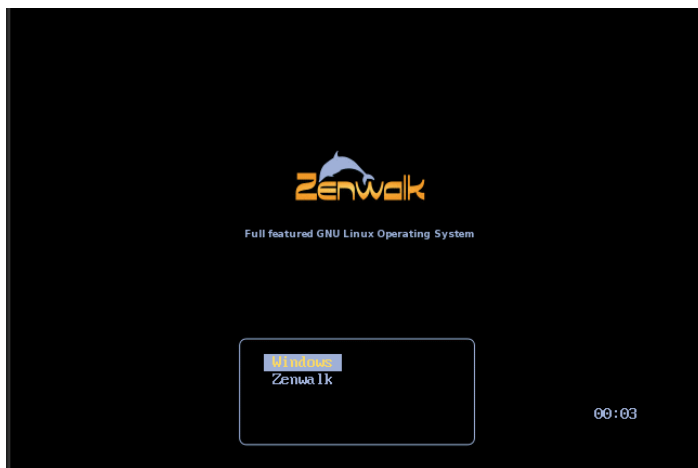 Zenwalk
Full featured GNU Linux Operating System
Windows
Zenwalk
00:03